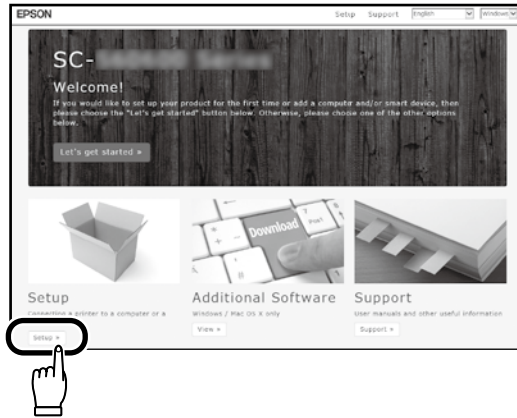 EPSON
Setup Support English Windows
SC-
Welcome!
If you would like to set up your product for the first time or add a computer and/or smart device, then
please choose the "Let's get started" button below. Otherwise, please choose one of the other options
below.
Let's get started »
Download
Post
Setup
Additional Software
Support
Connecting a printer to a computer or a
Windows / Mac OS X only
User manuals and other useful information
Setup »
View »
Support »